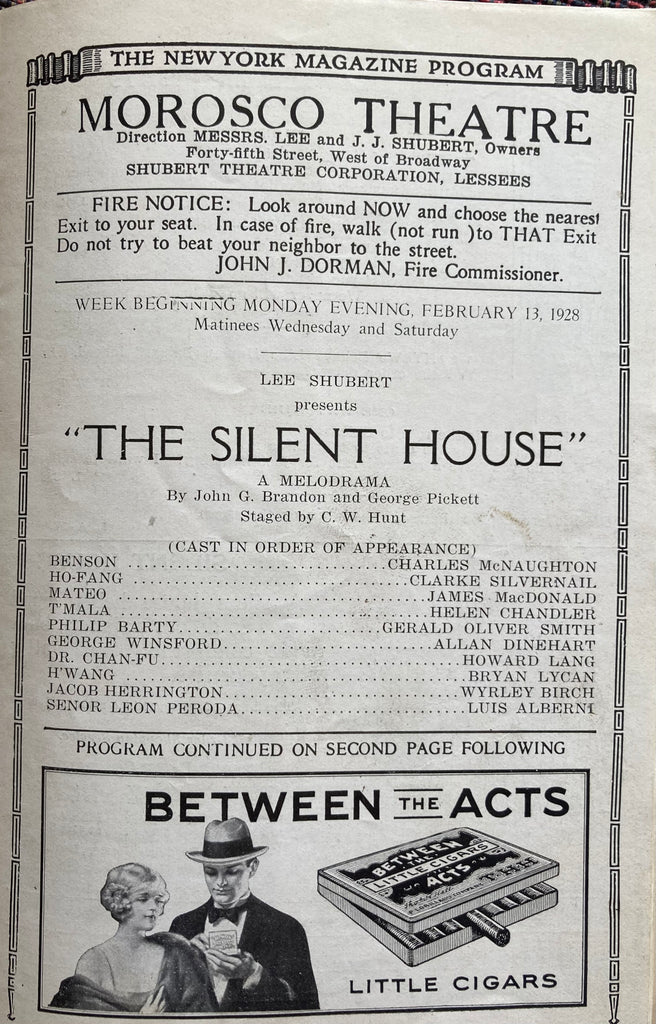 THE NEW YORK MAGAZINE PROGRAM
MOROSCO THEATRE
Direction MESSRS. LEE and J. J. SHUBERT, Owners
Forty-fifth Street, West of Broadway
SHUBERT THEATRE CORPORATION, LESSEES
FIRE NOTICE: Look around NOW and choose the nearest
Exit to your seat. In case of fire, walk (not run )to THAT Exit
Do not try to beat your neighbor to the street.
JOHN J. DORMAN, Fire Commissioner.
WEEK BEGINNING MONDAY EVENING, FEBRUARY 13, 1928
Matinees Wednesday and Saturday
LEE SHUBERT
presents
"THE SILENT HOUSE"
A MELODRAMA
By John G. Brandon and George Pickett
Staged by C. W. Hunt
(CAST IN ORDER OF APPEARANCE)
BENSON ................................CHARLES McNAUGHTON
HO-FANG ..................................CLARKE SILVERNAIL
MATEO .....................................JAMES MacDONALD
T'MALA .....................................HELEN CHANDLER
PHILIP BARTY........................GERALD OLIVER SMITH
GEORGE WINSFORD.........................ALLAN DINEHART
DR. CHAN-FU....................................HOWARD LANG
H'WANG .........................................BRYAN LYCAN
JACOB HERRINGTON...........................WYRLEY BIRCH
SENOR LEON PERODA..........................LUIS ALBERNI
PROGRAM CONTINUED ON SECOND PAGE FOLLOWING
BETWEEN THE ACTS
BETWEEN
THE
LITTLE CIGARS
ACTS
LITTLE CIGARS